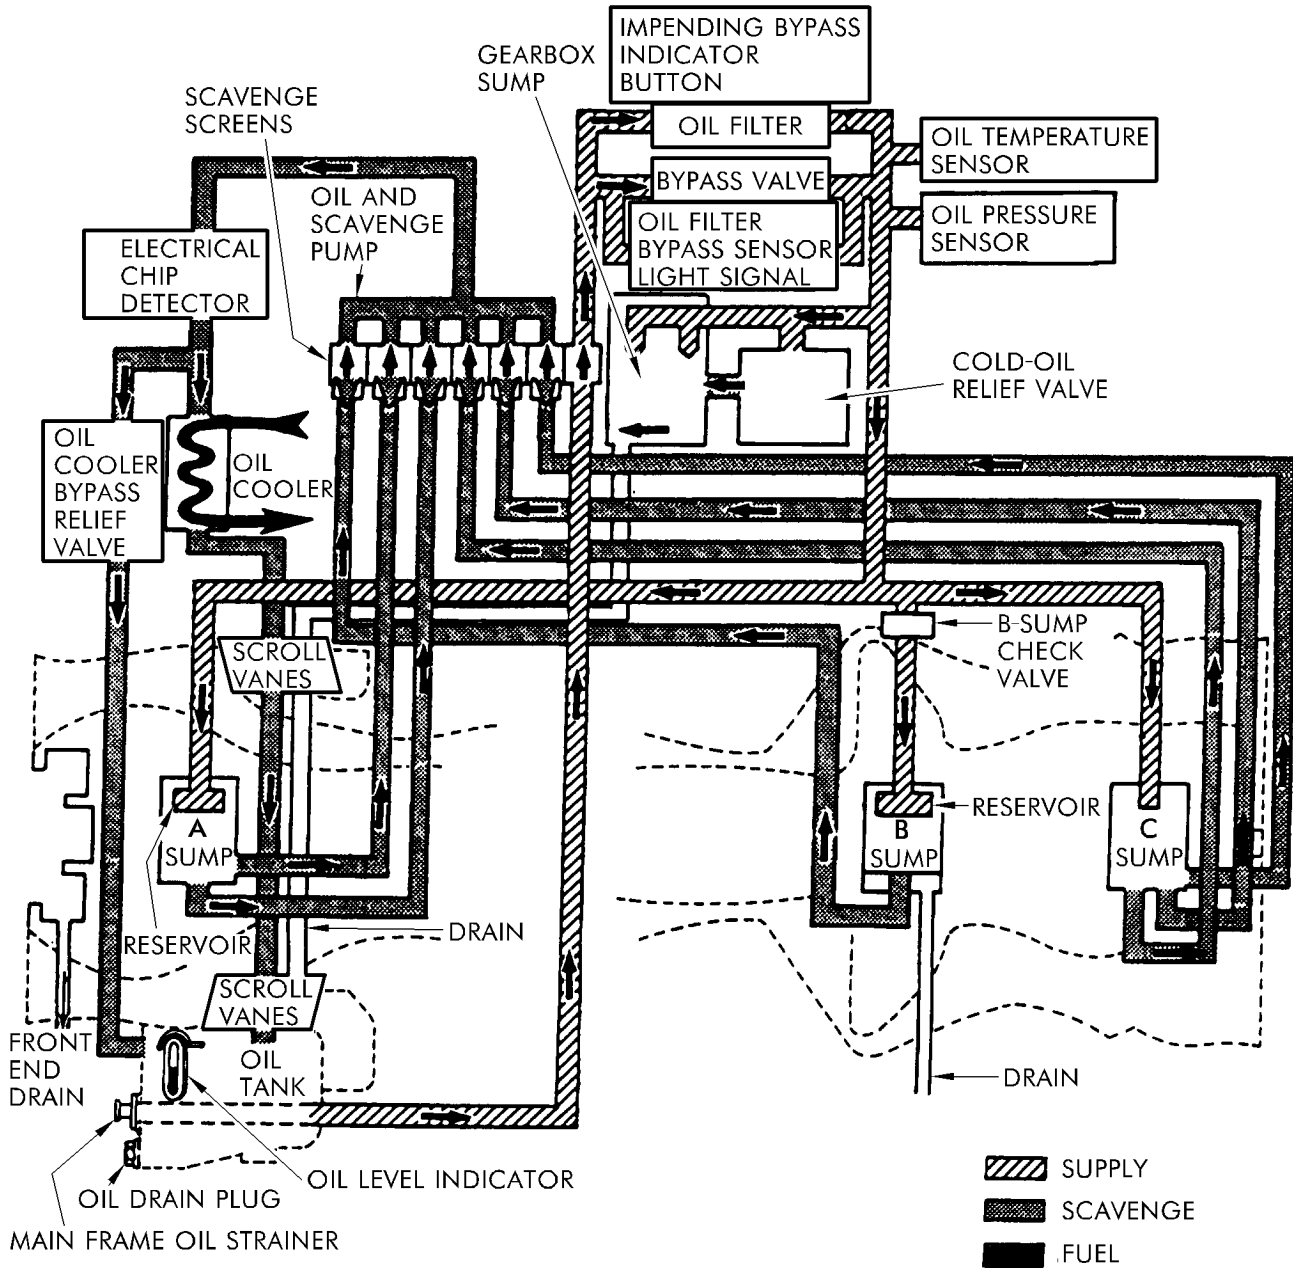 IMPENDING BYPASS
INDICATOR
BUTTON
GEARBOX
SUMP
SCAVENGE
SCREENS
OIL FILTER
OIL TEMPERATURE
SENSOR
BYPASS VALVE
OIL AND
SCAVENGE
PUMP
OIL FILTER
BYPASS SENSOR
LIGHT SIGNAL
OIL PRESSURE
SENSOR
ELECTRICAL
CHIP
DETECTOR
COLD-OIL
RELIEF VALVE
OIL
COOLER
BYPASS
RELIEF
VALVE
OIL
COOLER
B-SUMP
CHECK
VALVE
SCROLL
VANES
RESERVOIR
A
SUMP
B
SUMP
C
SUMP
RESERVOIR
DRAIN
SCROLL
VANES
FRONT
END
DRAIN
OIL
TANK
DRAIN
OIL LEVEL INDICATOR
OIL DRAIN PLUG
MAIN FRAME OIL STRAINER
SUPPLY
SCAVENGE
FUEL